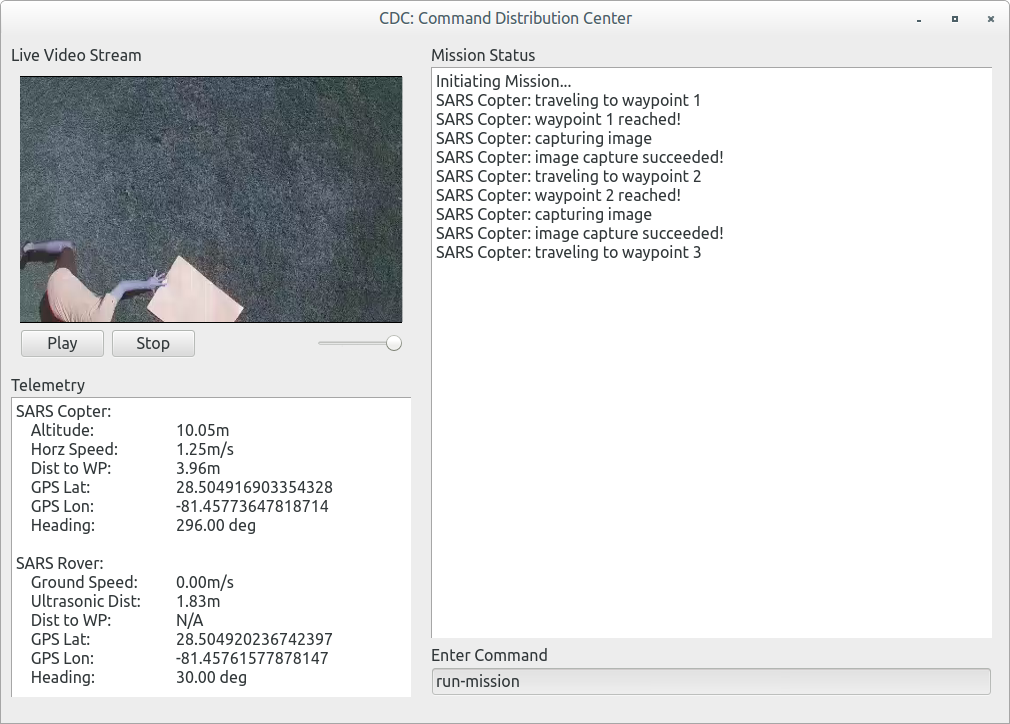 CDC: Command Distribution Center
Live Video Stream
Play
Stop
Telemetry
SARS Copter:
Altitude: 10.05m
Horz Speed: 1.25m/s
Dist to WP: 3.96m
GPS Lat: 28.504916903354328
GPS Lon: -81.45773647818714
Heading: 296.00 deg
SARS Rover:
Ground Speed: 0.00m/s
Ultrasonic Dist: 1.83m
Dist to WP: N/A
GPS Lat: 28.504920236742397
GPS Lon: -81.45761577878147
Heading: 30.00 deg
Mission Status
Initiating Mission...
SARS Copter: traveling to waypoint 1
SARS Copter: waypoint 1 reached!
SARS Copter: capturing image
SARS Copter: image capture succeeded!
SARS Copter: traveling to waypoint 2
SARS Copter: waypoint 2 reached!
SARS Copter: capturing image
SARS Copter: image capture succeeded!
SARS Copter: traveling to waypoint 3
Enter Command
run-mission